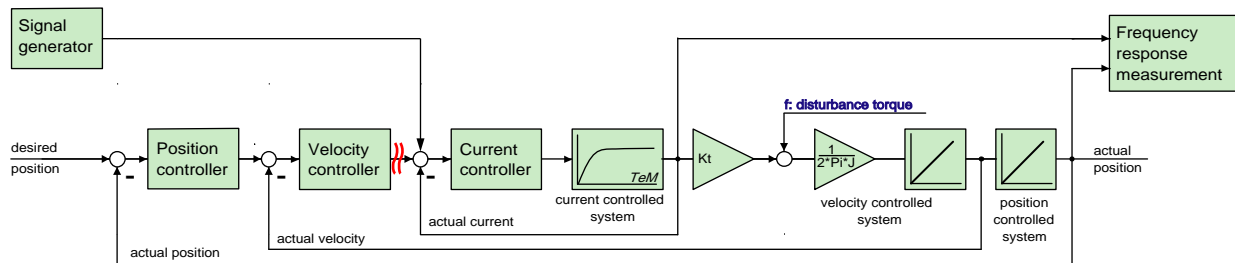 Signal
generator
Frequency
response
measurement
f: disturbance torque
desired
position
Position
controller
Velocity
controller
Current
controller
TeM
Kt
1
2*Pi*J
actual
position
-
-
-
current controlled
system
velocity controlled
system
position
controlled
system
actual current
actual velocity
actual position